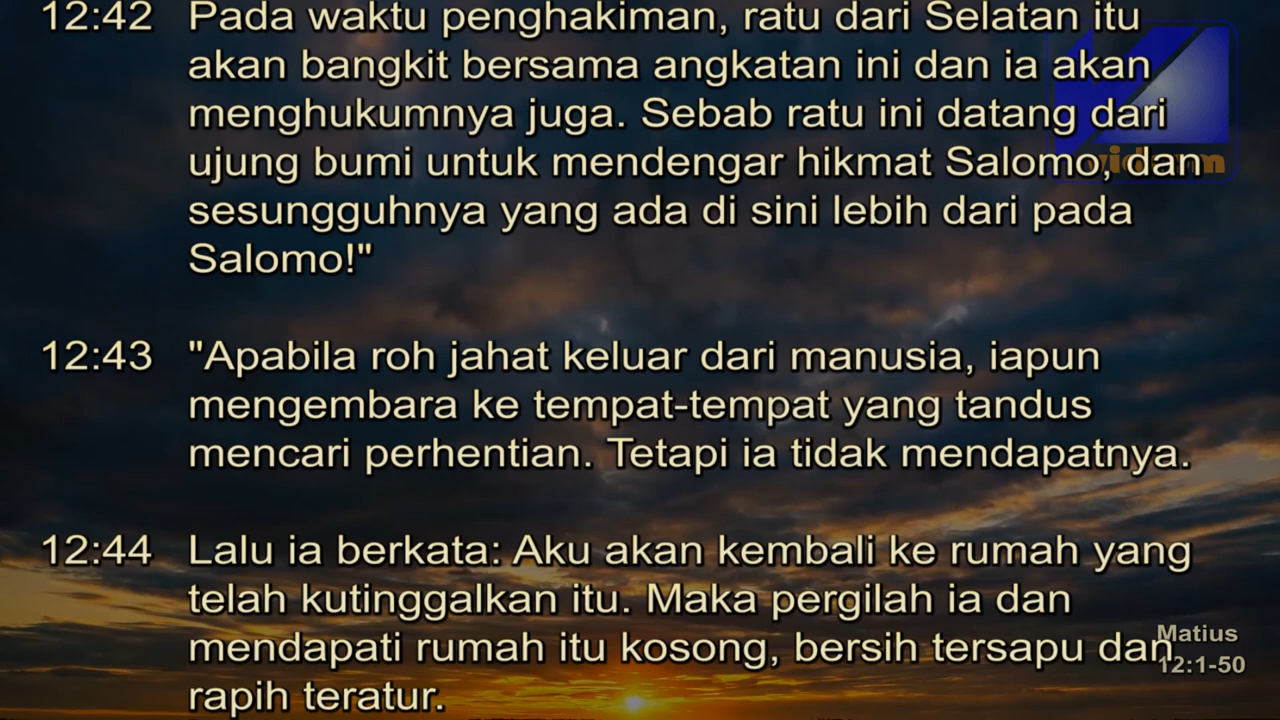 12:42 Pada waktu penghakiman, ratu dari Selatan itu
akan bangkit bersama angkatan ini dan ia akan
menghukumnya juga. Sebab ratu ini datang dari
ujung bumi untuk mendengar hikmat Salomo, dan
sesungguhnya yang ada di sini lebih dari pada
Salomo!"
12:43 "Apabila roh jahat keluar dari manusia, iapun
mengembara ke tempat-tempat yang tandus
mencari perhentian. Tetapi ia tidak mendapatnya.
12:44 Lalu ia berkata: Aku akan kembali ke rumah yang
telah kutinggalkan itu. Maka pergilah ia dan
mendapati rumah itu kosong, bersih tersapu dan
rapih teratur.
Matius
12:1-50